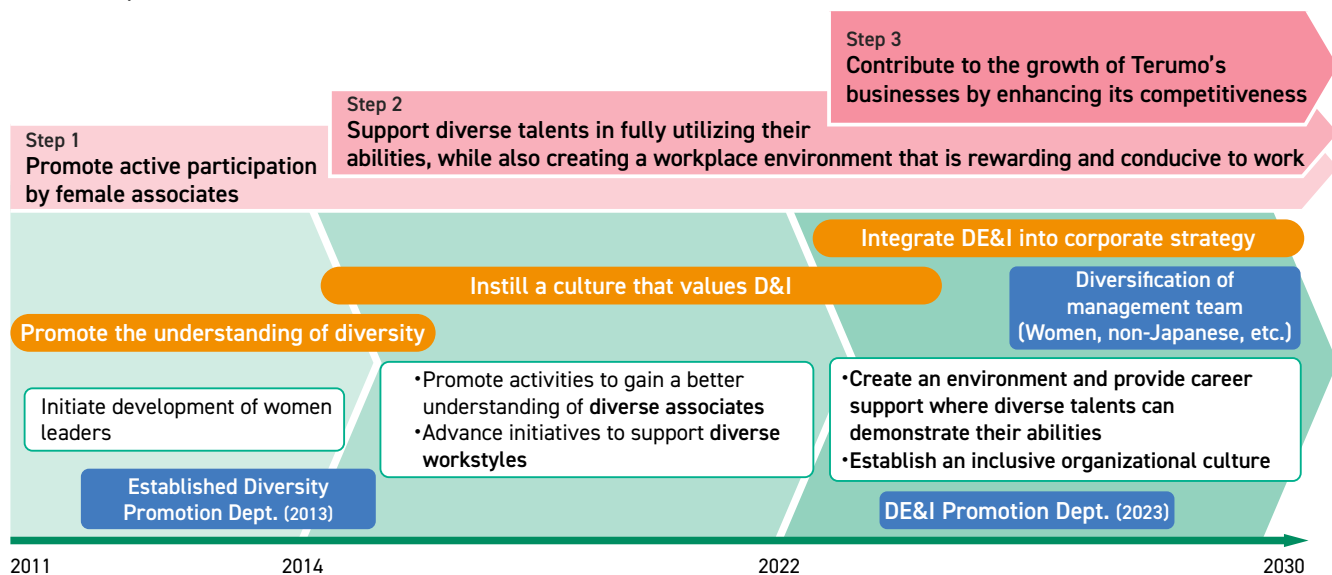 Step 3
Contribute to the growth of Terumo's
businesses by enhancing its competitiveness
Step 2
Support diverse talents in fully utilizing their
abilities, while also creating a workplace environment that is rewarding and conducive to work
Step 1
Promote active participation
by female associates
Integrate DE&I into corporate strategy
Instill a culture that values D&I
Promote the understanding of diversity
Diversification of
management team
(Women, non-Japanese, etc.)
Initiate development of women
leaders
・Promote activities to gain a better
understanding of diverse associates
・Advance initiatives to support diverse
workstyles
・Create an environment and provide career
support where diverse talents can
demonstrate their abilities
・Establish an inclusive organizational culture
Established Diversity
Promotion Dept. (2013)
DE&I Promotion Dept. (2023)
2011
2014
2022
2030